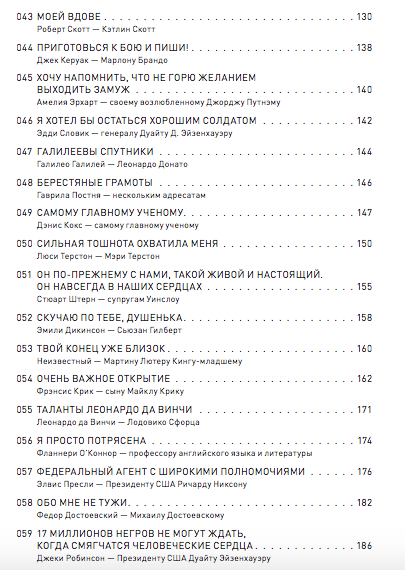 043 МОЕЙ ВДОВЕ . . . . . . . . . . . . . . . . . . . . . . . . . . . . . . . 130
Роберт Скотт — Кэтлин Скотт
044 ПРИГОТОВЬСЯ К БОЮ И ПИШИ! . . . . . . . . . . . . . . . . . . . . 138
Джек Керуак — Марлону Брандо
045 ХОЧУ НАПОМНИТЬ, ЧТО НЕ ГОРЮ ЖЕЛАНИЕМ
ВЫХОДИТЬ ЗАМУЖ . . . . . . . . . . . . . . . . . . . . . . . . . . . 140
Амелия Эрхарт — своему возлюбленному Джорджу Путнэму
046 Я ХОТЕЛ БЫ ОСТАТЬСЯ ХОРОШИМ СОЛДАТОМ . . . . . . . . . . . 142
Эдди Словик — генералу Дуайту Д. Эйзенхауэру
047 ГАЛИЛЕЕВЫ СПУТНИКИ . . . . . . . . . . . . . . . . . . . . . . . . 144
Галилео Галилей — Леонардо Донато
048 БЕРЕСТЯНЫЕ ГРАМОТЫ . . . . . . . . . . . . . . . . . . . . . . . . 146
Гаврила Постня — нескольким адресатам
049 САМОМУ ГЛАВНОМУ УЧЕНОМУ. . . . . . . . . . . . . . . . . . . . . 147
Дэнис Кокс — самому главному ученому
050 СИЛЬНАЯ ТОШНОТА ОХВАТИЛА МЕНЯ . . . . . . . . . . . . . . . . 150
Люси Терстон — Мэри Терстон
051 ОН ПО-ПРЕЖНЕМУ С НАМИ, ТАКОЙ ЖИВОЙ И НАСТОЯЩИЙ.
ОН НАВСЕГДА В НАШИХ СЕРДЦАХ . . . . . . . . . . . . . . . . . . 155
Стюарт Штерн — супругам Уинслоу
052 СКУЧАЮ ПО ТЕБЕ, ДУШЕНЬКА. . . . . . . . . . . . . . . . . . . . . 158
Эмили Дикинсон — Сьюзан Гилберт
053 ТВОЙ КОНЕЦ УЖЕ БЛИЗОК . . . . . . . . . . . . . . . . . . . . . . . 160
Неизвестный — Мартину Лютеру Кингу-младшему
054 ОЧЕНЬ ВАЖНОЕ ОТКРЫТИЕ . . . . . . . . . . . . . . . . . . . . . . 162
Фрэнсис Крик — сыну Майклу Крику
055 ТАЛАНТЫ ЛЕОНАРДО ДА ВИНЧИ . . . . . . . . . . . . . . . . . . . 171
Леонардо да Винчи — Лодовико Сфорца
056 Я ПРОСТО ПОТРЯСЕНА . . . . . . . . . . . . . . . . . . . . . . . . . 174
Фланнери О'Коннор — профессору английского языка и литературы
057 ФЕДЕРАЛЬНЫЙ АГЕНТ С ШИРОКИМИ ПОЛНОМОЧИЯМИ . . . . . . 176
Элвис Пресли — Президенту США Ричарду Никсону
058 ОБО МНЕ НЕ ТУЖИ. . . . . . . . . . . . . . . . . . . . . . . . . . . . 182
Федор Достоевский — Михаилу Достоевскому
059 17 МИЛЛИОНОВ НЕГРОВ НЕ МОГУТ ЖДАТЬ,
КОГДА СМЯГЧАТСЯ ЧЕЛОВЕЧЕСКИЕ СЕРДЦА . . . . . . . . . . . . . 186
Джеки Робинсон — Президенту США Дуайту Эйзенхауэру